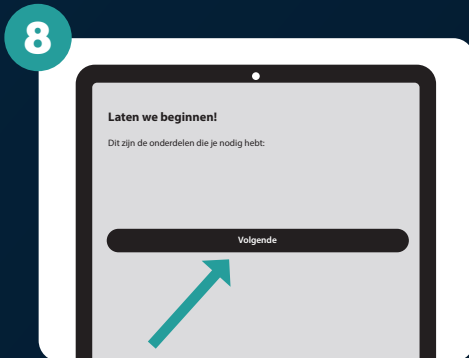 8
Laten we beginnen!
Dit zijn de onderdelen die je nodig hebt:
Volgende